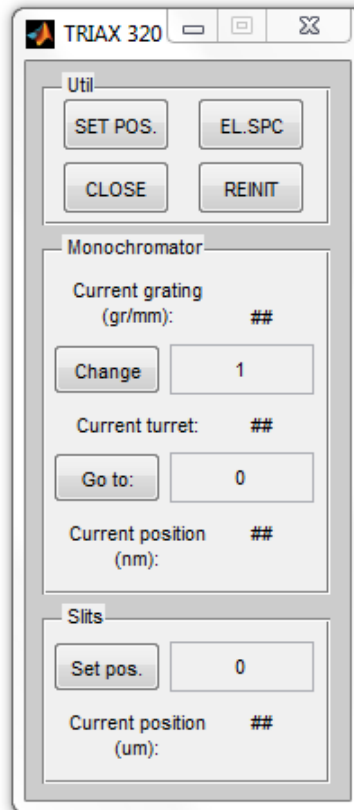 TRIAX 320
Util
SET POS. EL.SPC
CLOSE REINIT
Monochromator
Current grating
(gr/mm): ##
Change 1
Current turret: ##
Go to: 0
Current position ##
(nm):
Slits
Set pos. 0
Current position ##
(um):